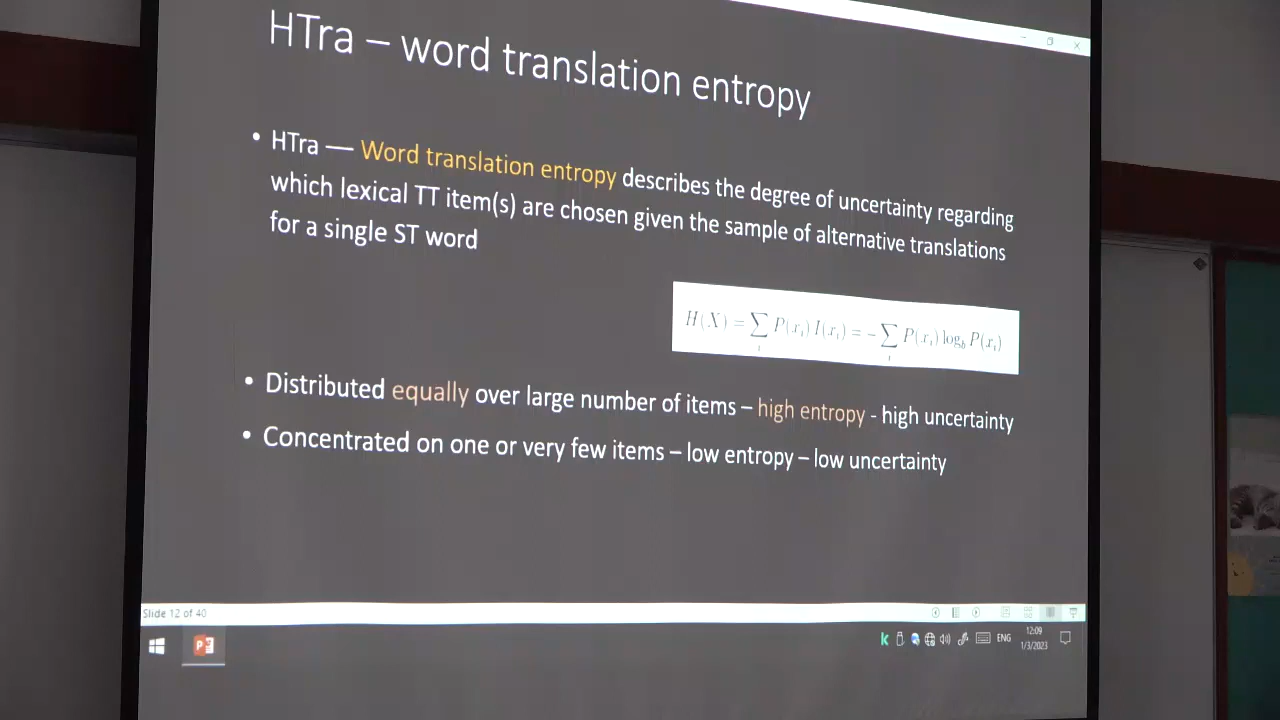 HTra – word translation entropy
• HTra — Word translation entropy describes the degree of uncertainty regarding
which lexical TT item(s) are chosen given the sample of alternative translations
for a single ST word
H(X) = ∑ P(xᵢ) I(xᵢ) = − ∑ P(xᵢ) log_b P(xᵢ)
i i
• Distributed equally over large number of items – high entropy - high uncertainty
• Concentrated on one or very few items – low entropy – low uncertainty
Slide 12 of 40
ENG
12:09
1/3/2023